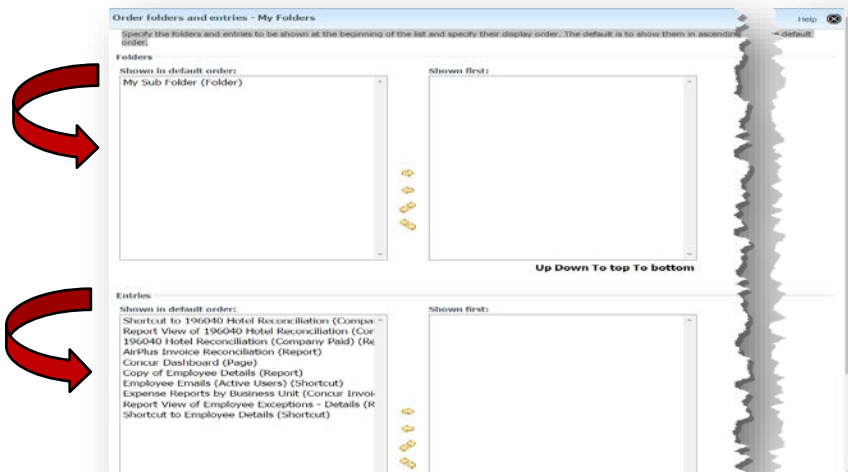 Order folders and entries - My Folders
Help
Specify the folders and entries to be shown at the beginning of the list and specify their display order. The default is to show them in ascending default
order.
Folders
Shown in default order:
Shown first:
My Sub Folder (Folder)
Up Down To top To bottom
Entries
Shown in default order:
Shown first:
Shortcut to 196040 Hotel Reconciliation (Compa
Report View of 196040 Hotel Reconciliation (Cor
196040 Hotel Reconciliation (Company Paid) (Re
AirPlus Invoice Reconciliation (Report)
Concur Dashboard (Page)
Copy of Employee Details (Report)
Employee Emails (Active Users) (Shortcut)
Expense Reports by Business Unit (Concur Invoi
Report View of Employee Exceptions - Details (R
Shortcut to Employee Details (Shortcut)